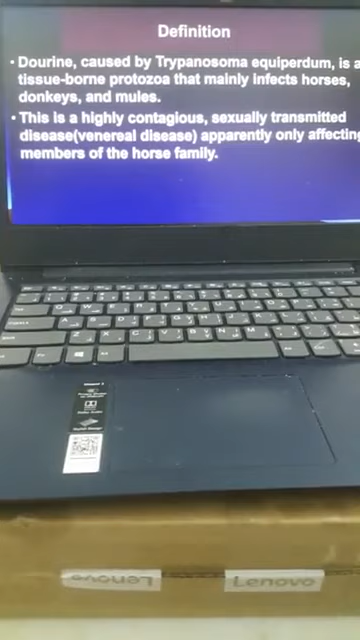 Definition
• Dourine, caused by Trypanosoma equiperdum, is a
tissue-borne protozoa that mainly infects horses,
donkeys, and mules.
• This is a highly contagious, sexually transmitted
disease(venereal disease) apparently only affecting
members of the horse family.
Lenovo
Lenovo